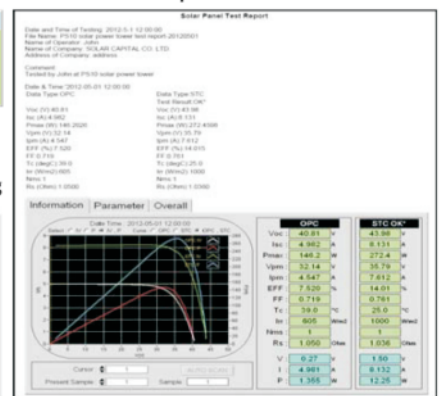 Solar Panel Test Report
Date and Time of Testing: 2012-5-1 12:00:00
File Name: PS10 solar power tower test report 20120501
Name of Operator: John
Name of Company: SOLAR CAPITAL CO. LTD
Address of Company: address
Comment:
Tested by John at PS10 solar power tower
Date & Time: 2012-05-01 12:00:00
Data Type:OPC Data Type:STC
Test Result:OK*
Voc (V):40.81 Voc (V):43.98
Isc (A):4.982 Isc (A):8.131
Pmax (W):146.2020 Pmax (W):272.4098
Vpm (V):32.14 Vpm (V):35.79
Ipm (A):4.547 Ipm (A):7.612
EFF (%):7.520 EFF (%):14.015
FF:0.719 FF:0.761
Tc (degC):39.0 Tc (degC):25.0
Irr (W/m2):605 Irr (W/m2):1000
Nms:1 Nms:1
Rs (Ohm):1.0500 Rs (Ohm):1.0360
Information Parameter Overall
Date Time : 2012-05-01 12:00:00
OPC STC OK*
Voc : 40.81 V 43.98 V
Isc : 4.982 A 8.131 A
Pmax : 146.2 W 272.4 W
Vpm : 32.14 V 35.79 V
Ipm : 4.547 A 7.612 A
EFF : 7.520 % 14.01 %
FF : 0.719 0.761
Tc : 39.0 °C 25.0 °C
Irr : 605 W/m2 1000 W/m2
Nms : 1 1
Rs : 1.050 Ohm 1.036 Ohm
V : 0.27 V 1.50 V
I : 4.981 A 8.132 A
P : 1.355 W 12.25 W
Cursor 1 AUTO SCAN
Present Sample 1 Sample 1